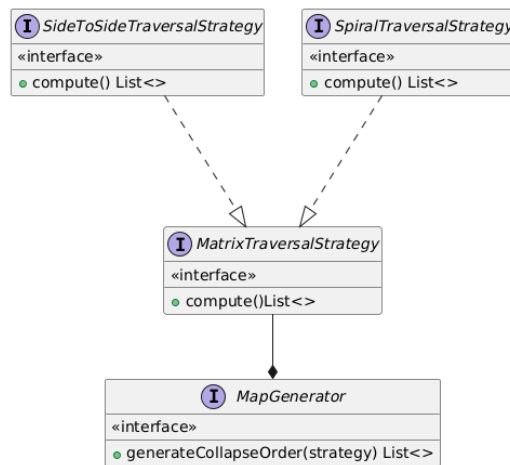 I SideToSideTraversalStrategy
«interface»
compute() List<>
I SpiralTraversalStrategy
«interface»
compute() List<>
I MatrixTraversalStrategy
«interface»
compute()List<>
I MapGenerator
«interface»
generateCollapseOrder(strategy) List<>